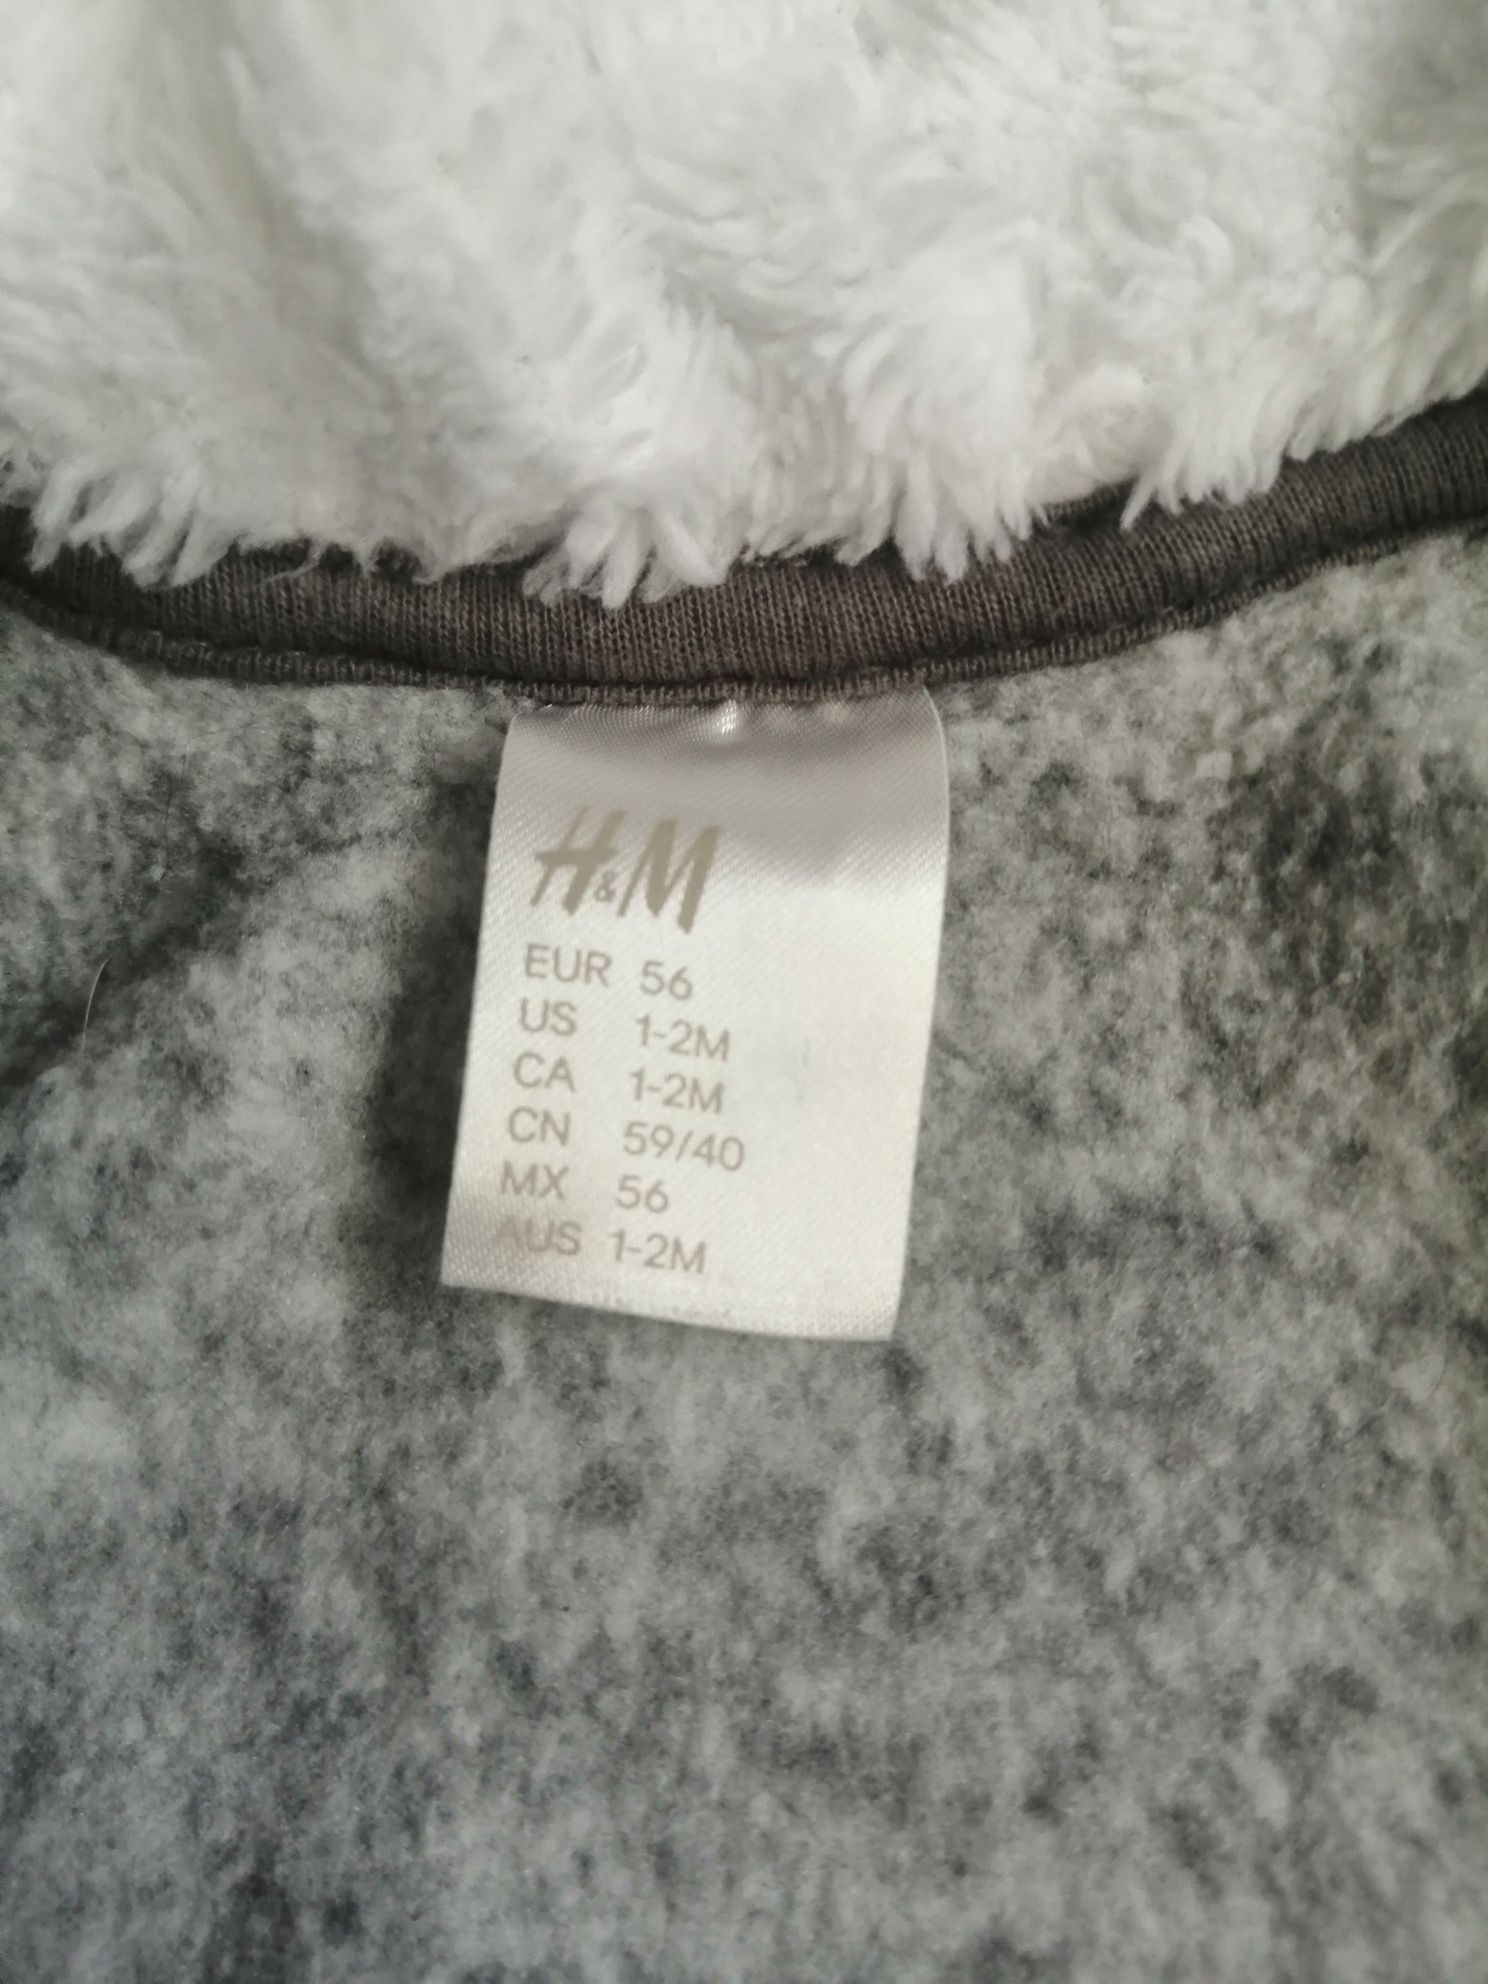 H&M
EUR 56
US 1-2M
CA 1-2M
CN 59/40
MX 56
AUS 1-2M